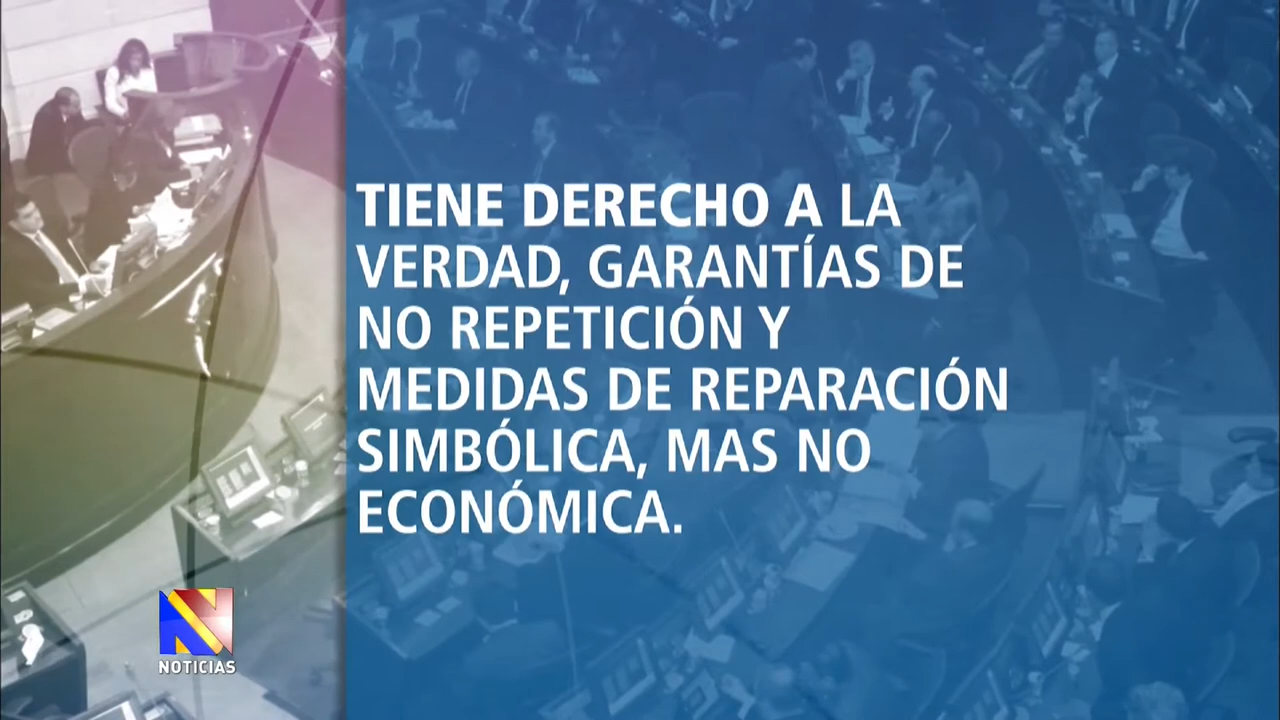 TIENE DERECHO A LA
VERDAD, GARANTÍAS DE
NO REPETICIÓN Y
MEDIDAS DE REPARACIÓN
SIMBÓLICA, MAS NO
ECONÓMICA.
N
NOTICIAS